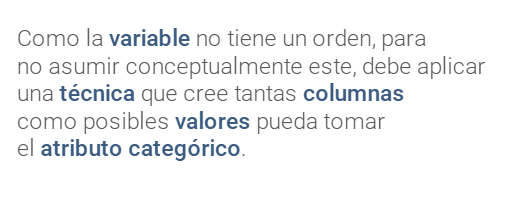 Como la variable no tiene un orden, para
no asumir conceptualmente este, debe aplicar
una técnica que cree tantas columnas
como posibles valores pueda tomar
el atributo categórico.